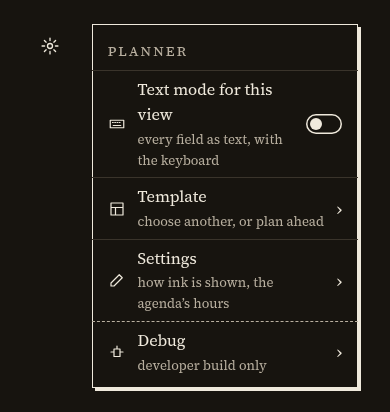 PLANNER
Text mode for this
view
every field as text, with
the keyboard
Template
choose another, or plan ahead
Settings
how ink is shown, the
agenda’s hours
Debug
developer build only